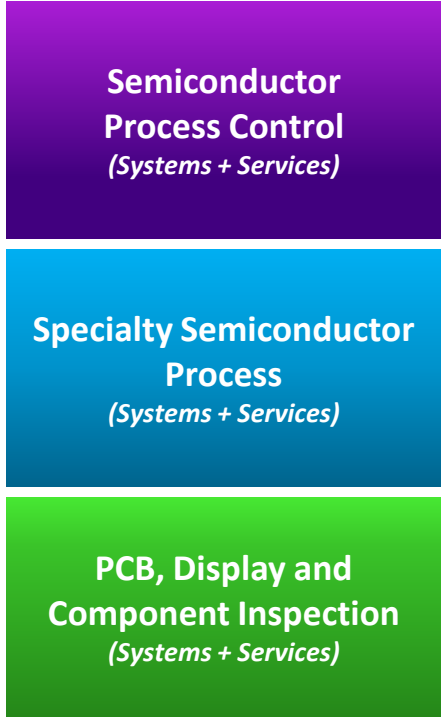 Semiconductor
Process Control
(Systems + Services)
Specialty Semiconductor
Process
(Systems + Services)
PCB, Display and
Component Inspection
(Systems + Services)